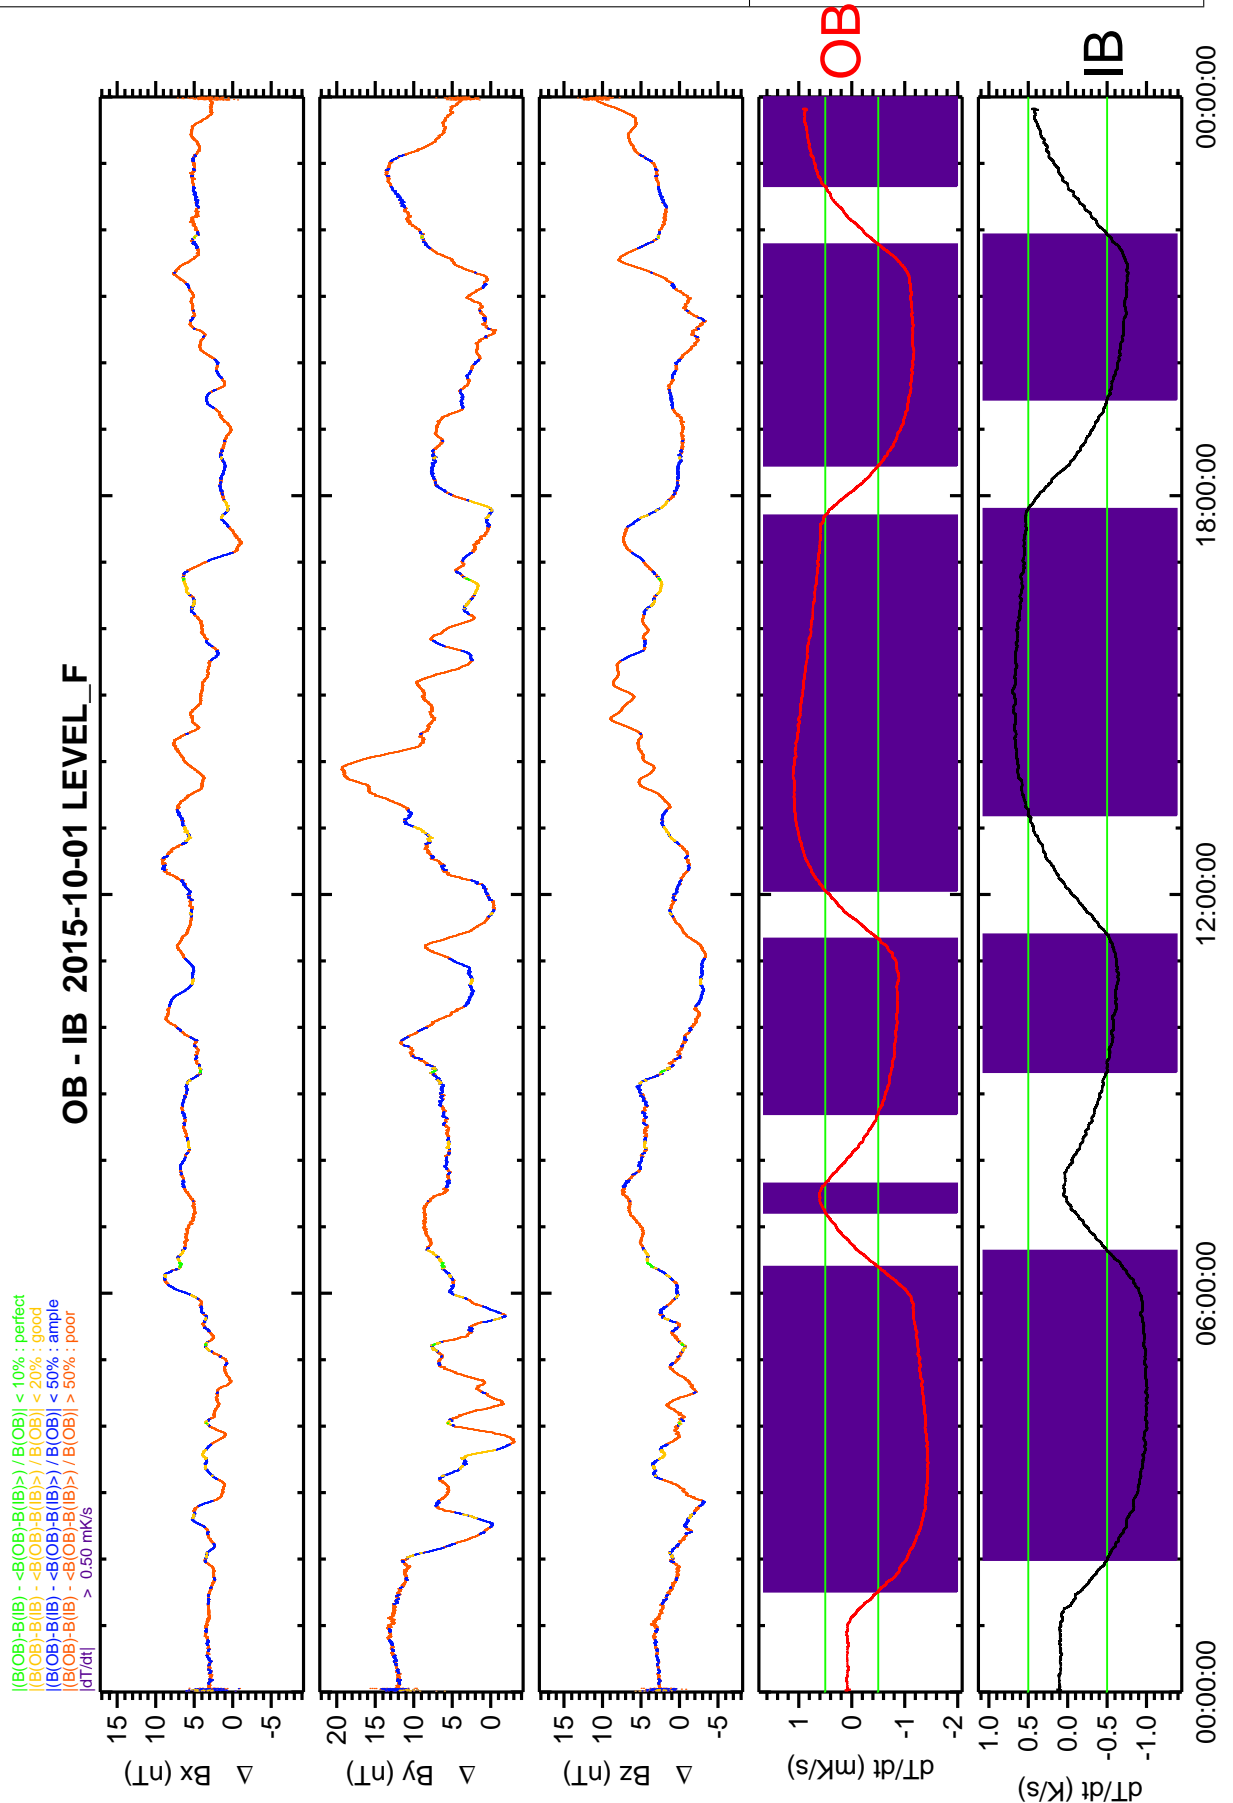 |(B(OB)-B(IB) - <B(OB)-B(IB)>) / B(OB)| < 10% : perfect
|(B(OB)-B(IB) - <B(OB)-B(IB)>) / B(OB)| < 20% : good
|(B(OB)-B(IB) - <B(OB)-B(IB)>) / B(OB)| < 50% : ample
|(B(OB)-B(IB) - <B(OB)-B(IB)>) / B(OB)| > 50% : poor
|dT/dt| > 0.50 mK/s
OB - IB 2015-10-01 LEVEL_F
Δ Bx (nT)
15
10
5
0
-5
Δ By (nT)
20
15
10
5
0
Δ Bz (nT)
15
10
5
0
-5
dT/dt (mK/s)
1
0
-1
-2
OB
dT/dt (K/s)
1.0
0.5
0.0
-0.5
-1.0
IB
00:00:00
06:00:00
12:00:00
18:00:00
00:00:00